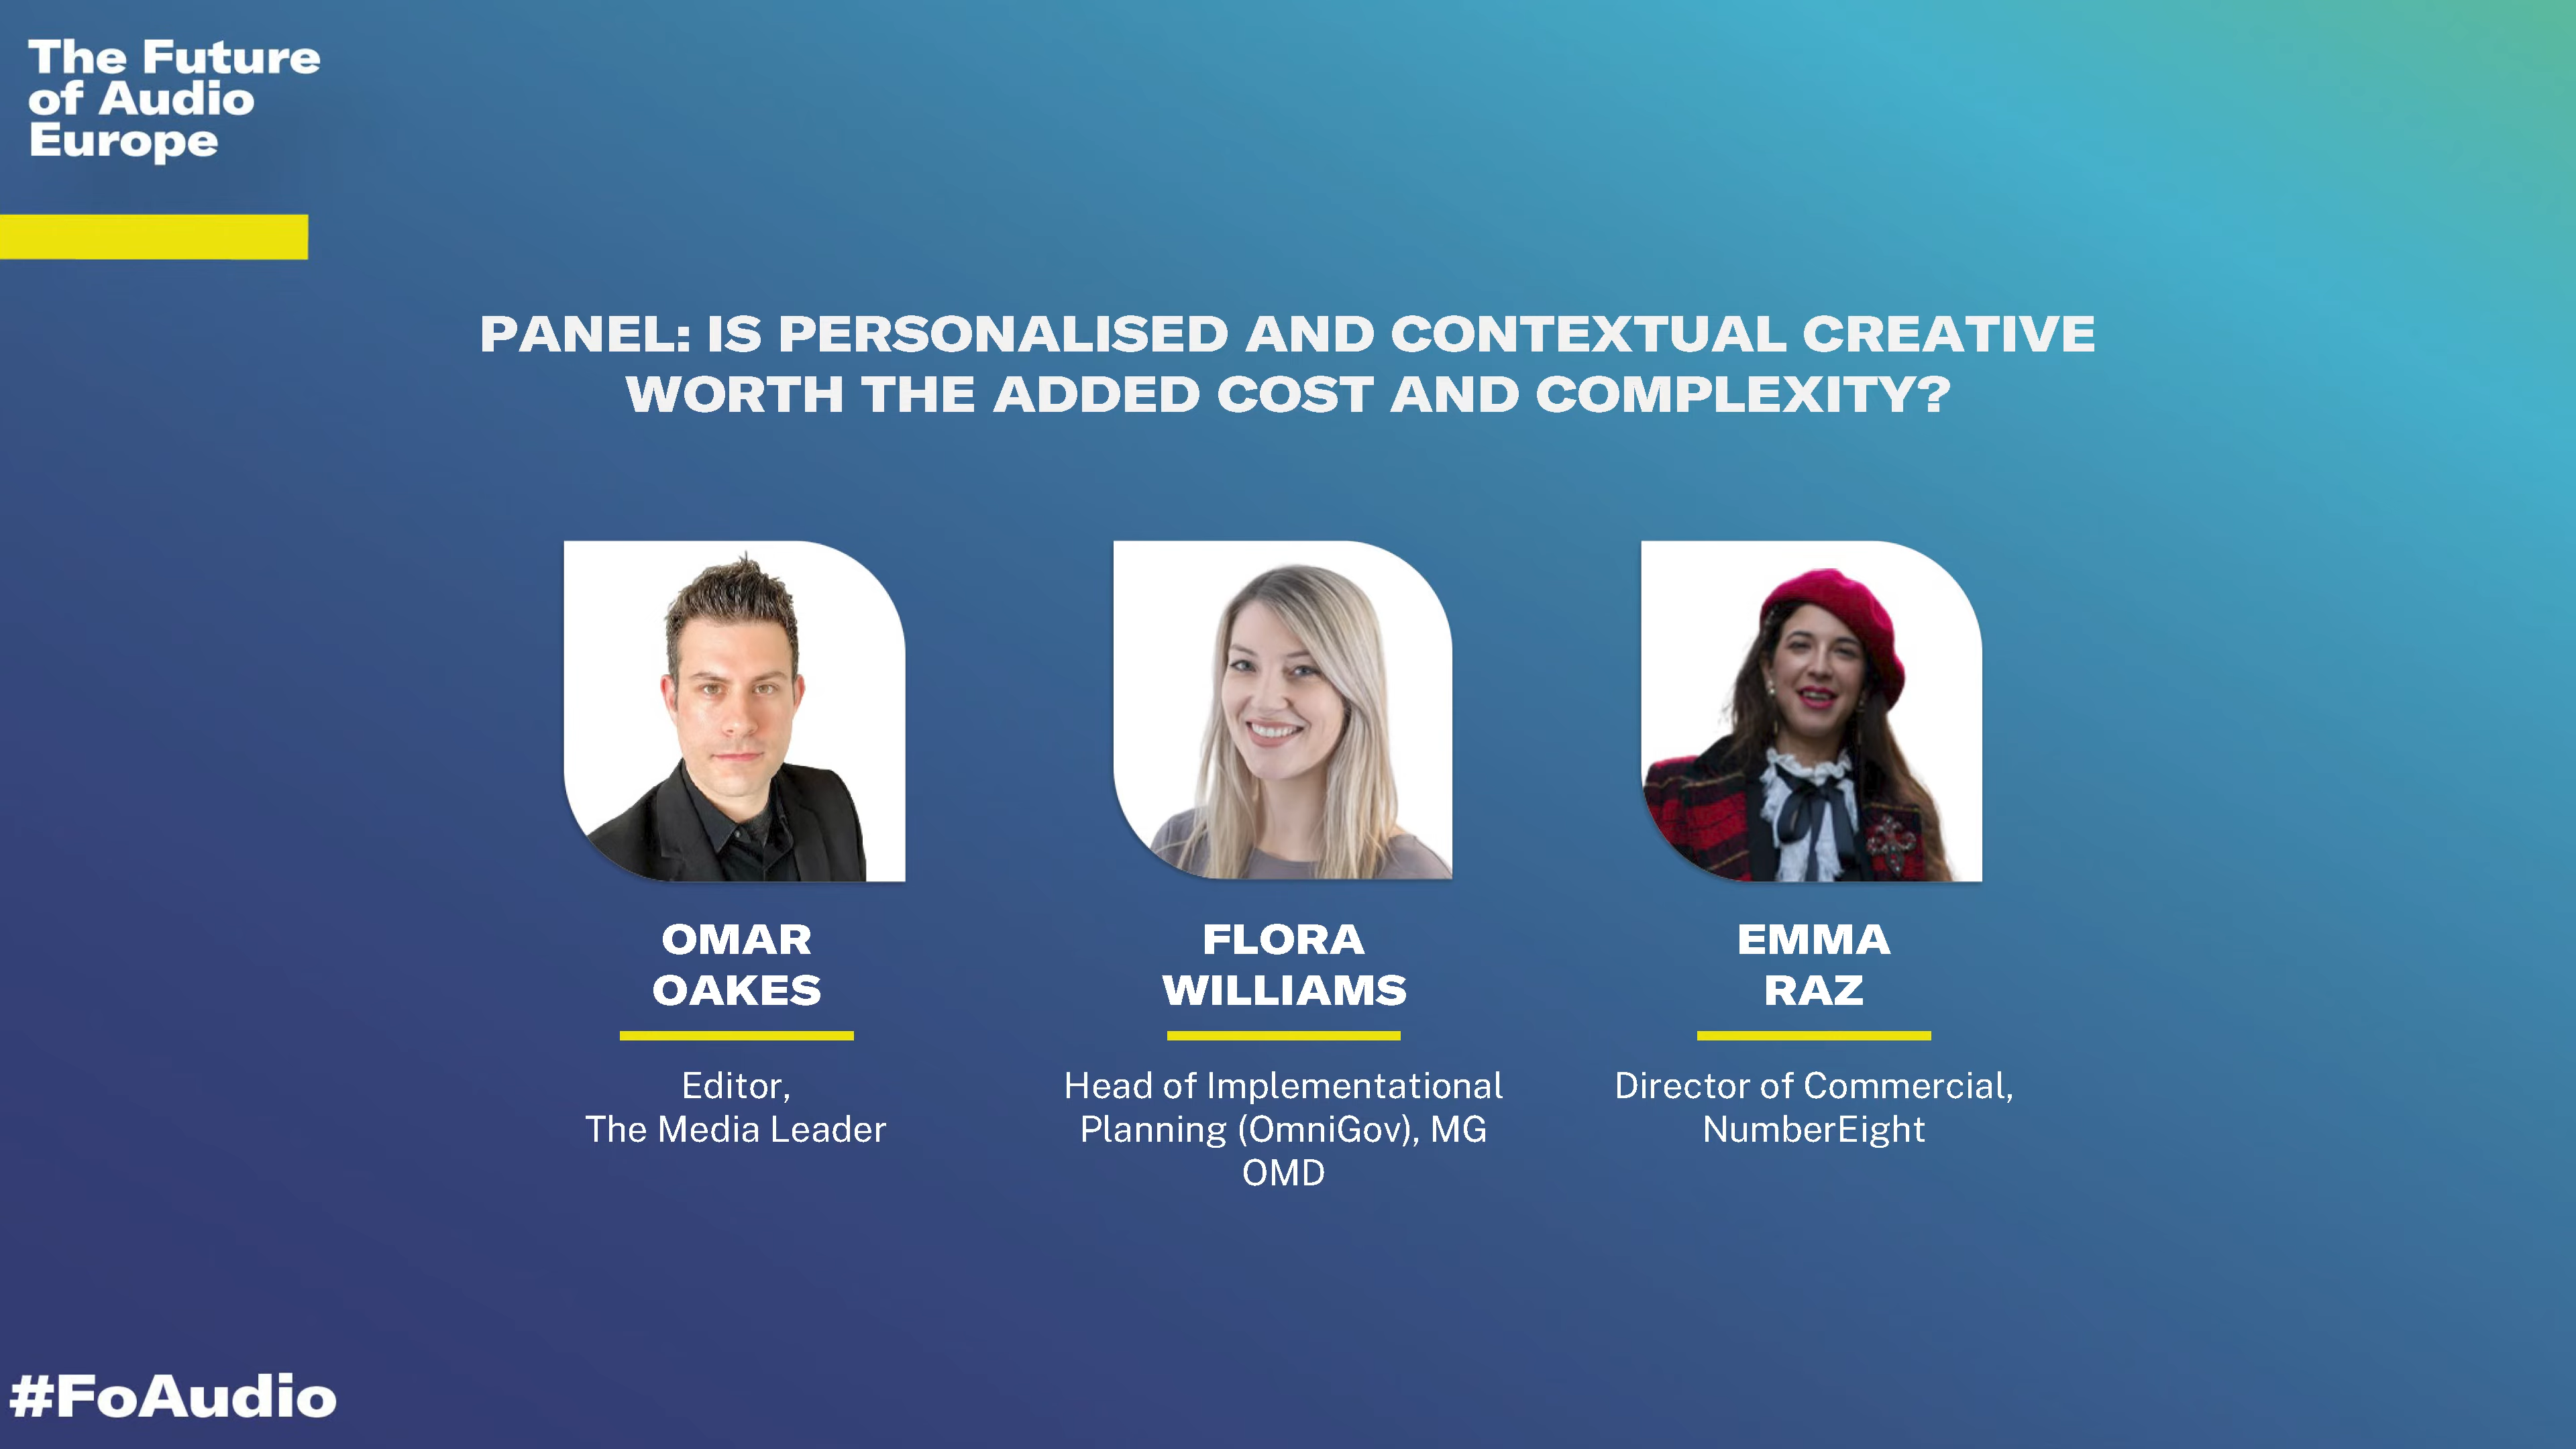 The Future
of Audio
Europe
PANEL: IS PERSONALISED AND CONTEXTUAL CREATIVE
WORTH THE ADDED COST AND COMPLEXITY?
OMAR
OAKES
Editor,
The Media Leader
FLORA
WILLIAMS
Head of Implementational
Planning (OmniGov), MG
OMD
EMMA
RAZ
Director of Commercial,
NumberEight
#FoAudio